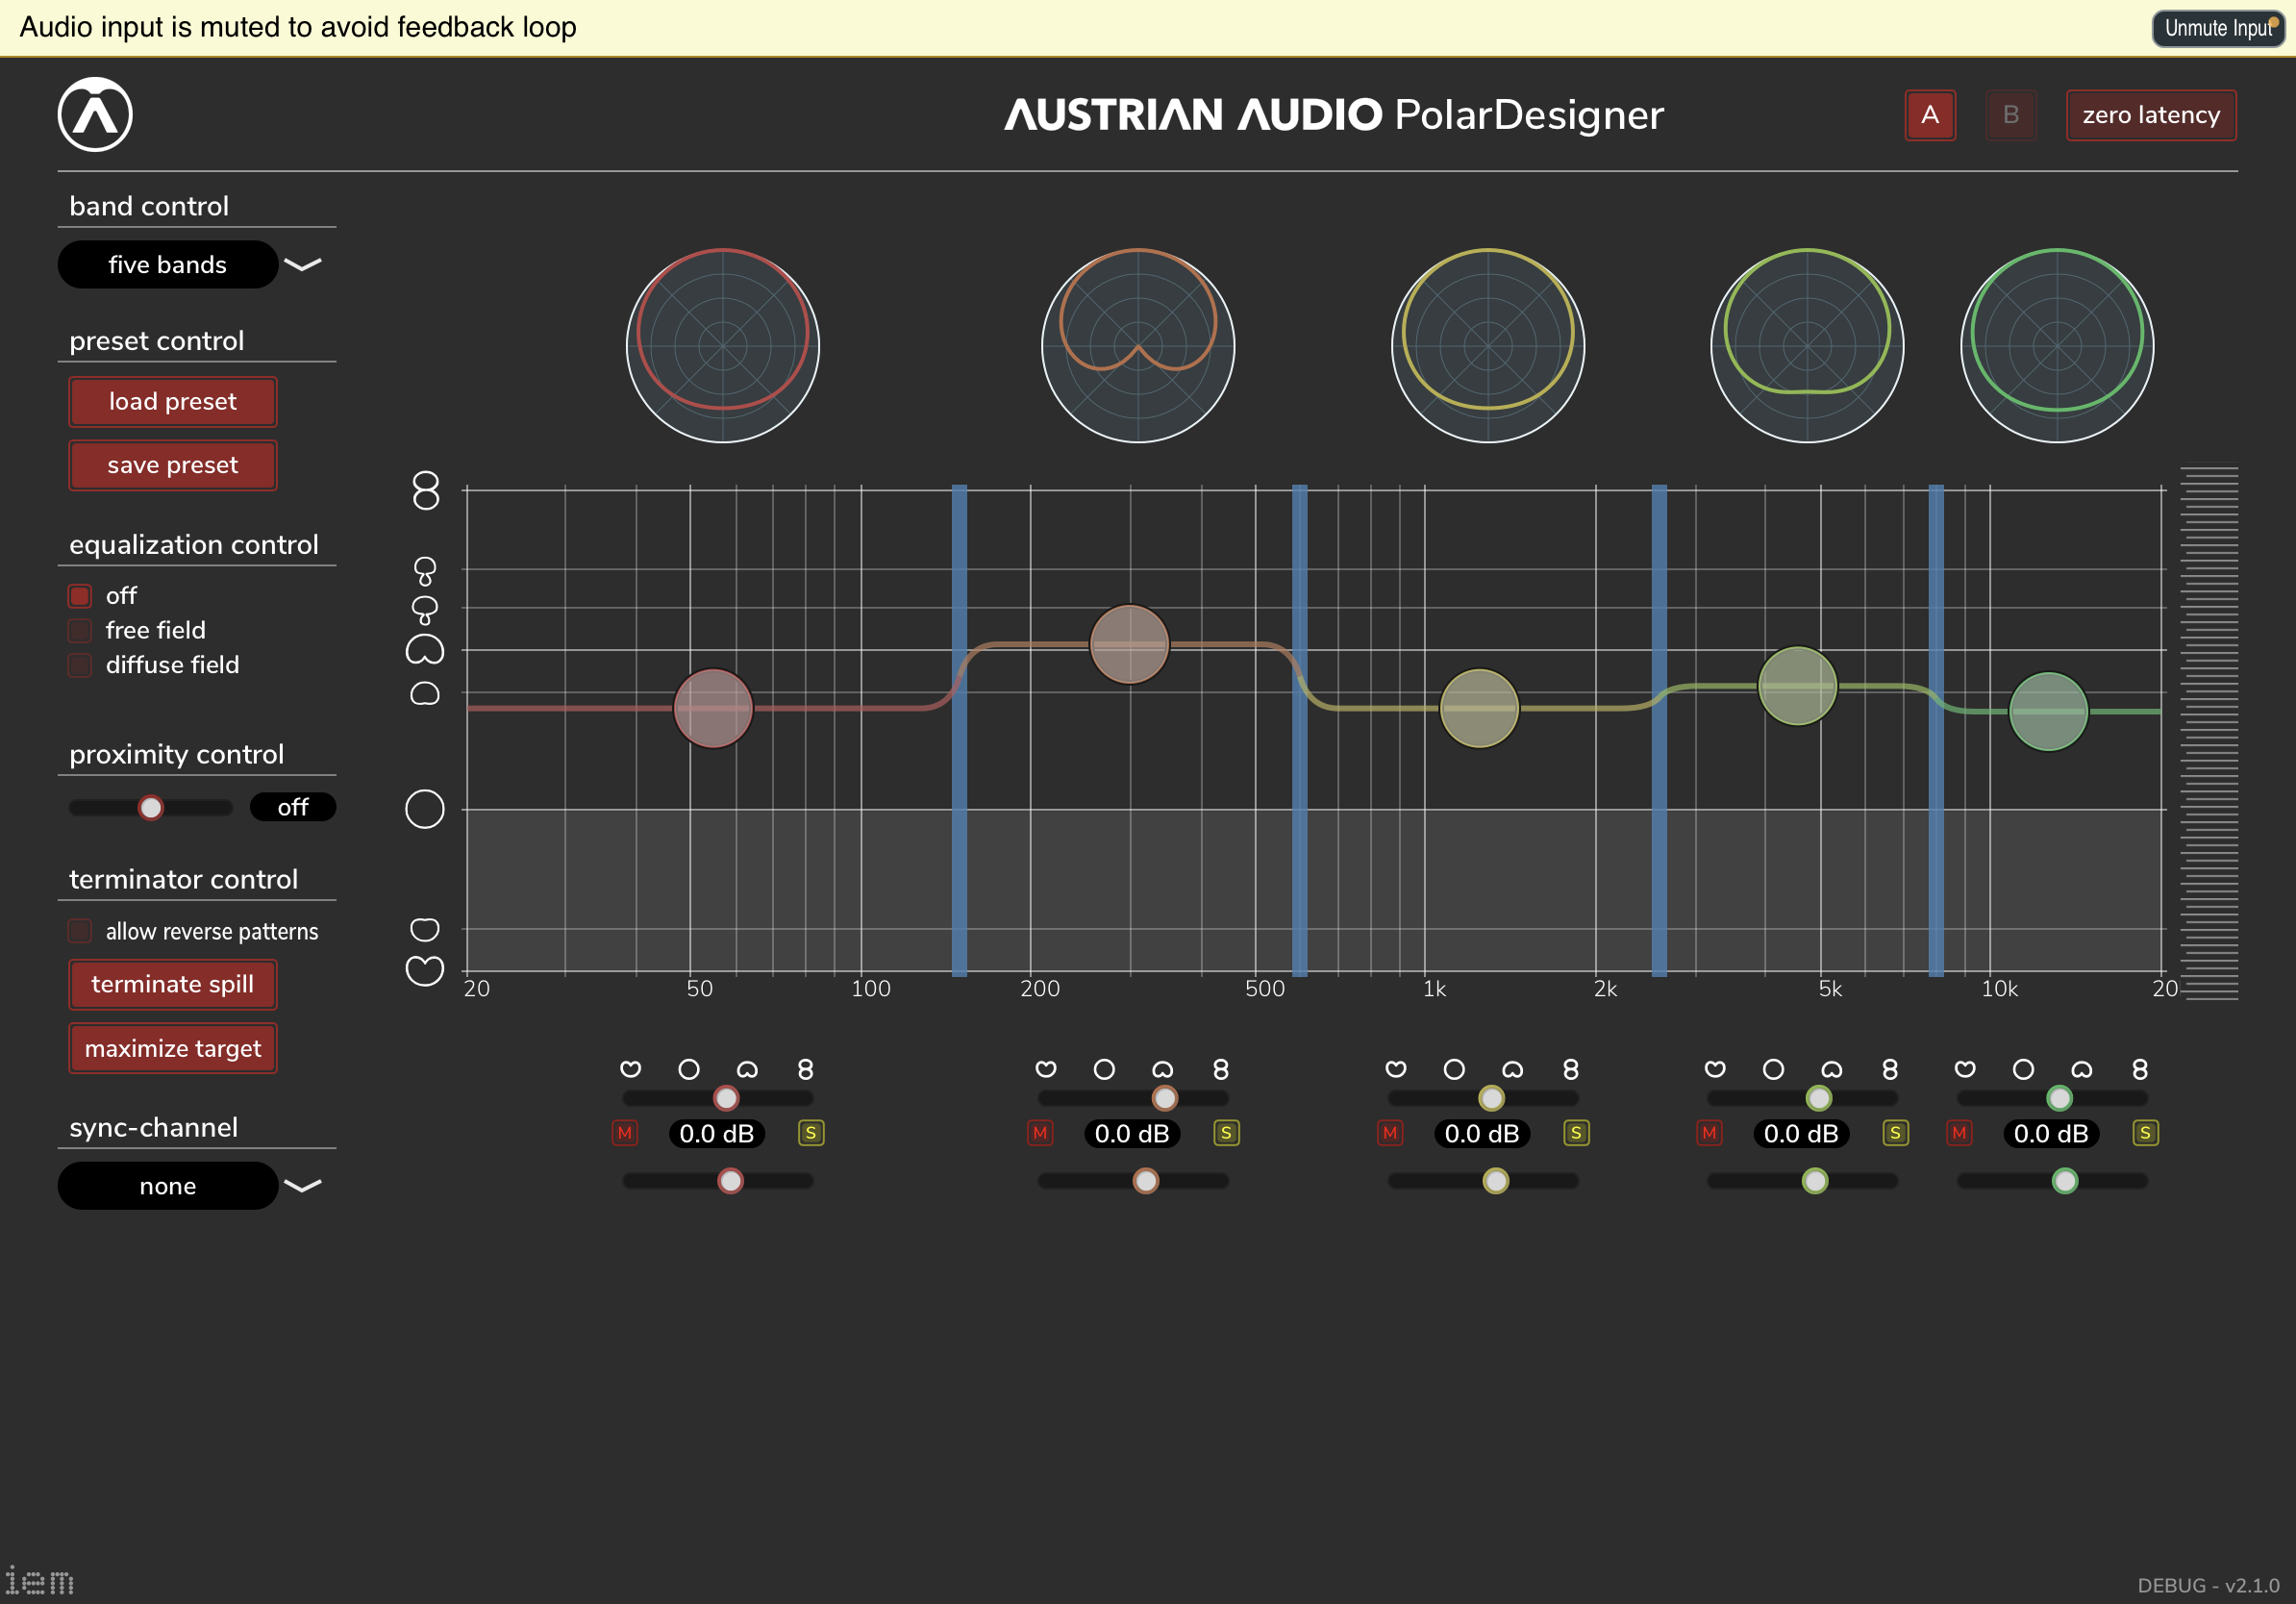 Audio input is muted to avoid feedback loop
Unmute Input
AUSTRIAN AUDIO PolarDesigner
A
B
zero latency
band control
five bands
preset control
load preset
save preset
equalization control
off
free field
diffuse field
proximity control
off
terminator control
allow reverse patterns
terminate spill
maximize target
sync-channel
none
20 50 100 200 500 1k 2k 5k 10k 20
M 0.0 dB S
M 0.0 dB S
M 0.0 dB S
M 0.0 dB S
M 0.0 dB S
iem
DEBUG - v2.1.0